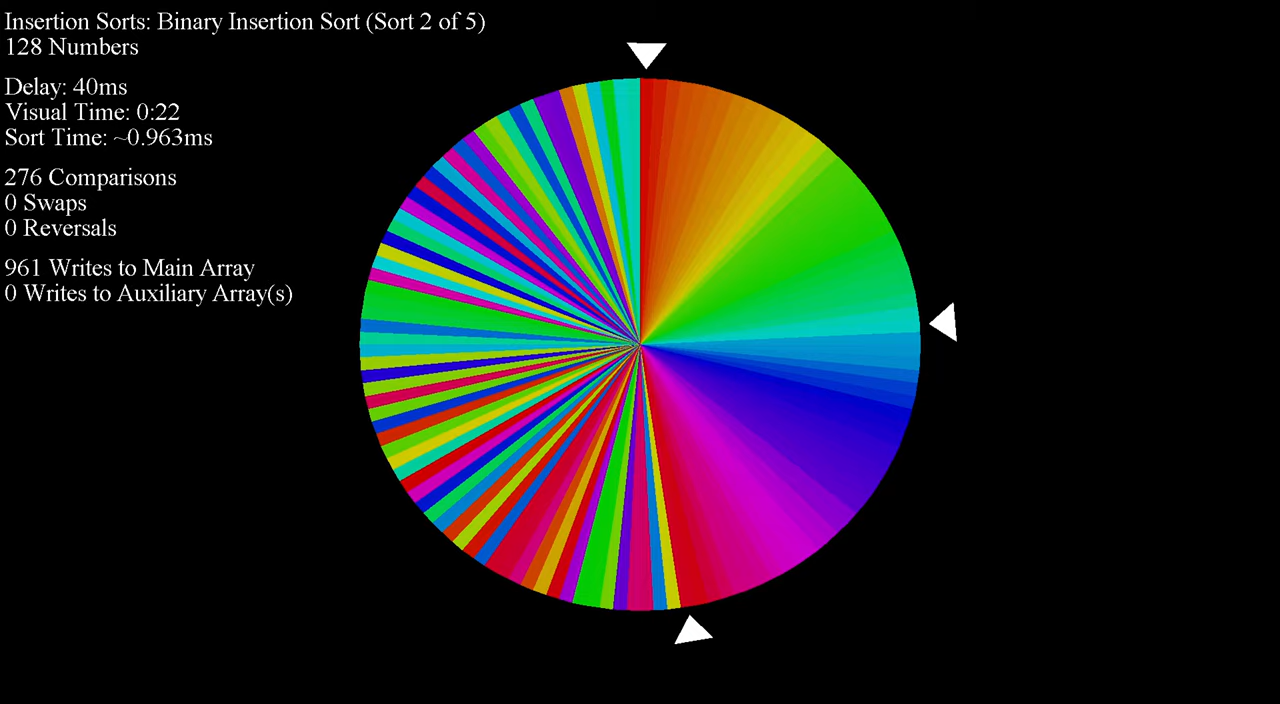 Insertion Sorts: Binary Insertion Sort (Sort 2 of 5)
128 Numbers
Delay: 40ms
Visual Time: 0:22
Sort Time: ~0.963ms
276 Comparisons
0 Swaps
0 Reversals
961 Writes to Main Array
0 Writes to Auxiliary Array(s)